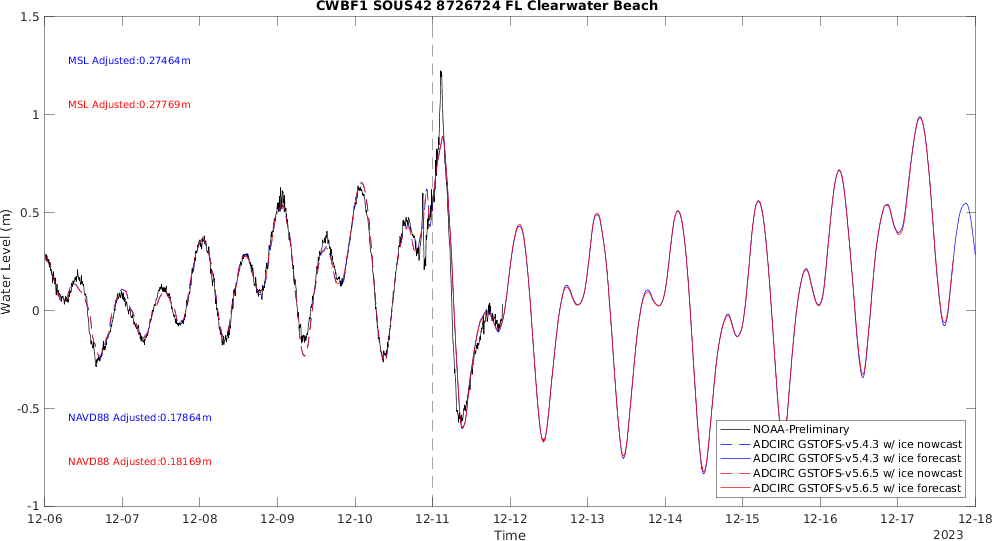 CWBF1 SOUS42 8726724 FL Clearwater Beach
1.5
1
0.5
0
-0.5
-1
Water Level (m)
MSL Adjusted:0.27464m
MSL Adjusted:0.27769m
NAVD88 Adjusted:0.17864m
NAVD88 Adjusted:0.18169m
NOAA-Preliminary
ADCIRC GSTOFS-v5.4.3 w/ ice nowcast
ADCIRC GSTOFS-v5.4.3 w/ ice forecast
ADCIRC GSTOFS-v5.6.5 w/ ice nowcast
ADCIRC GSTOFS-v5.6.5 w/ ice forecast
12-06 12-07 12-08 12-09 12-10 12-11 12-12 12-13 12-14 12-15 12-16 12-17 12-18
Time
2023